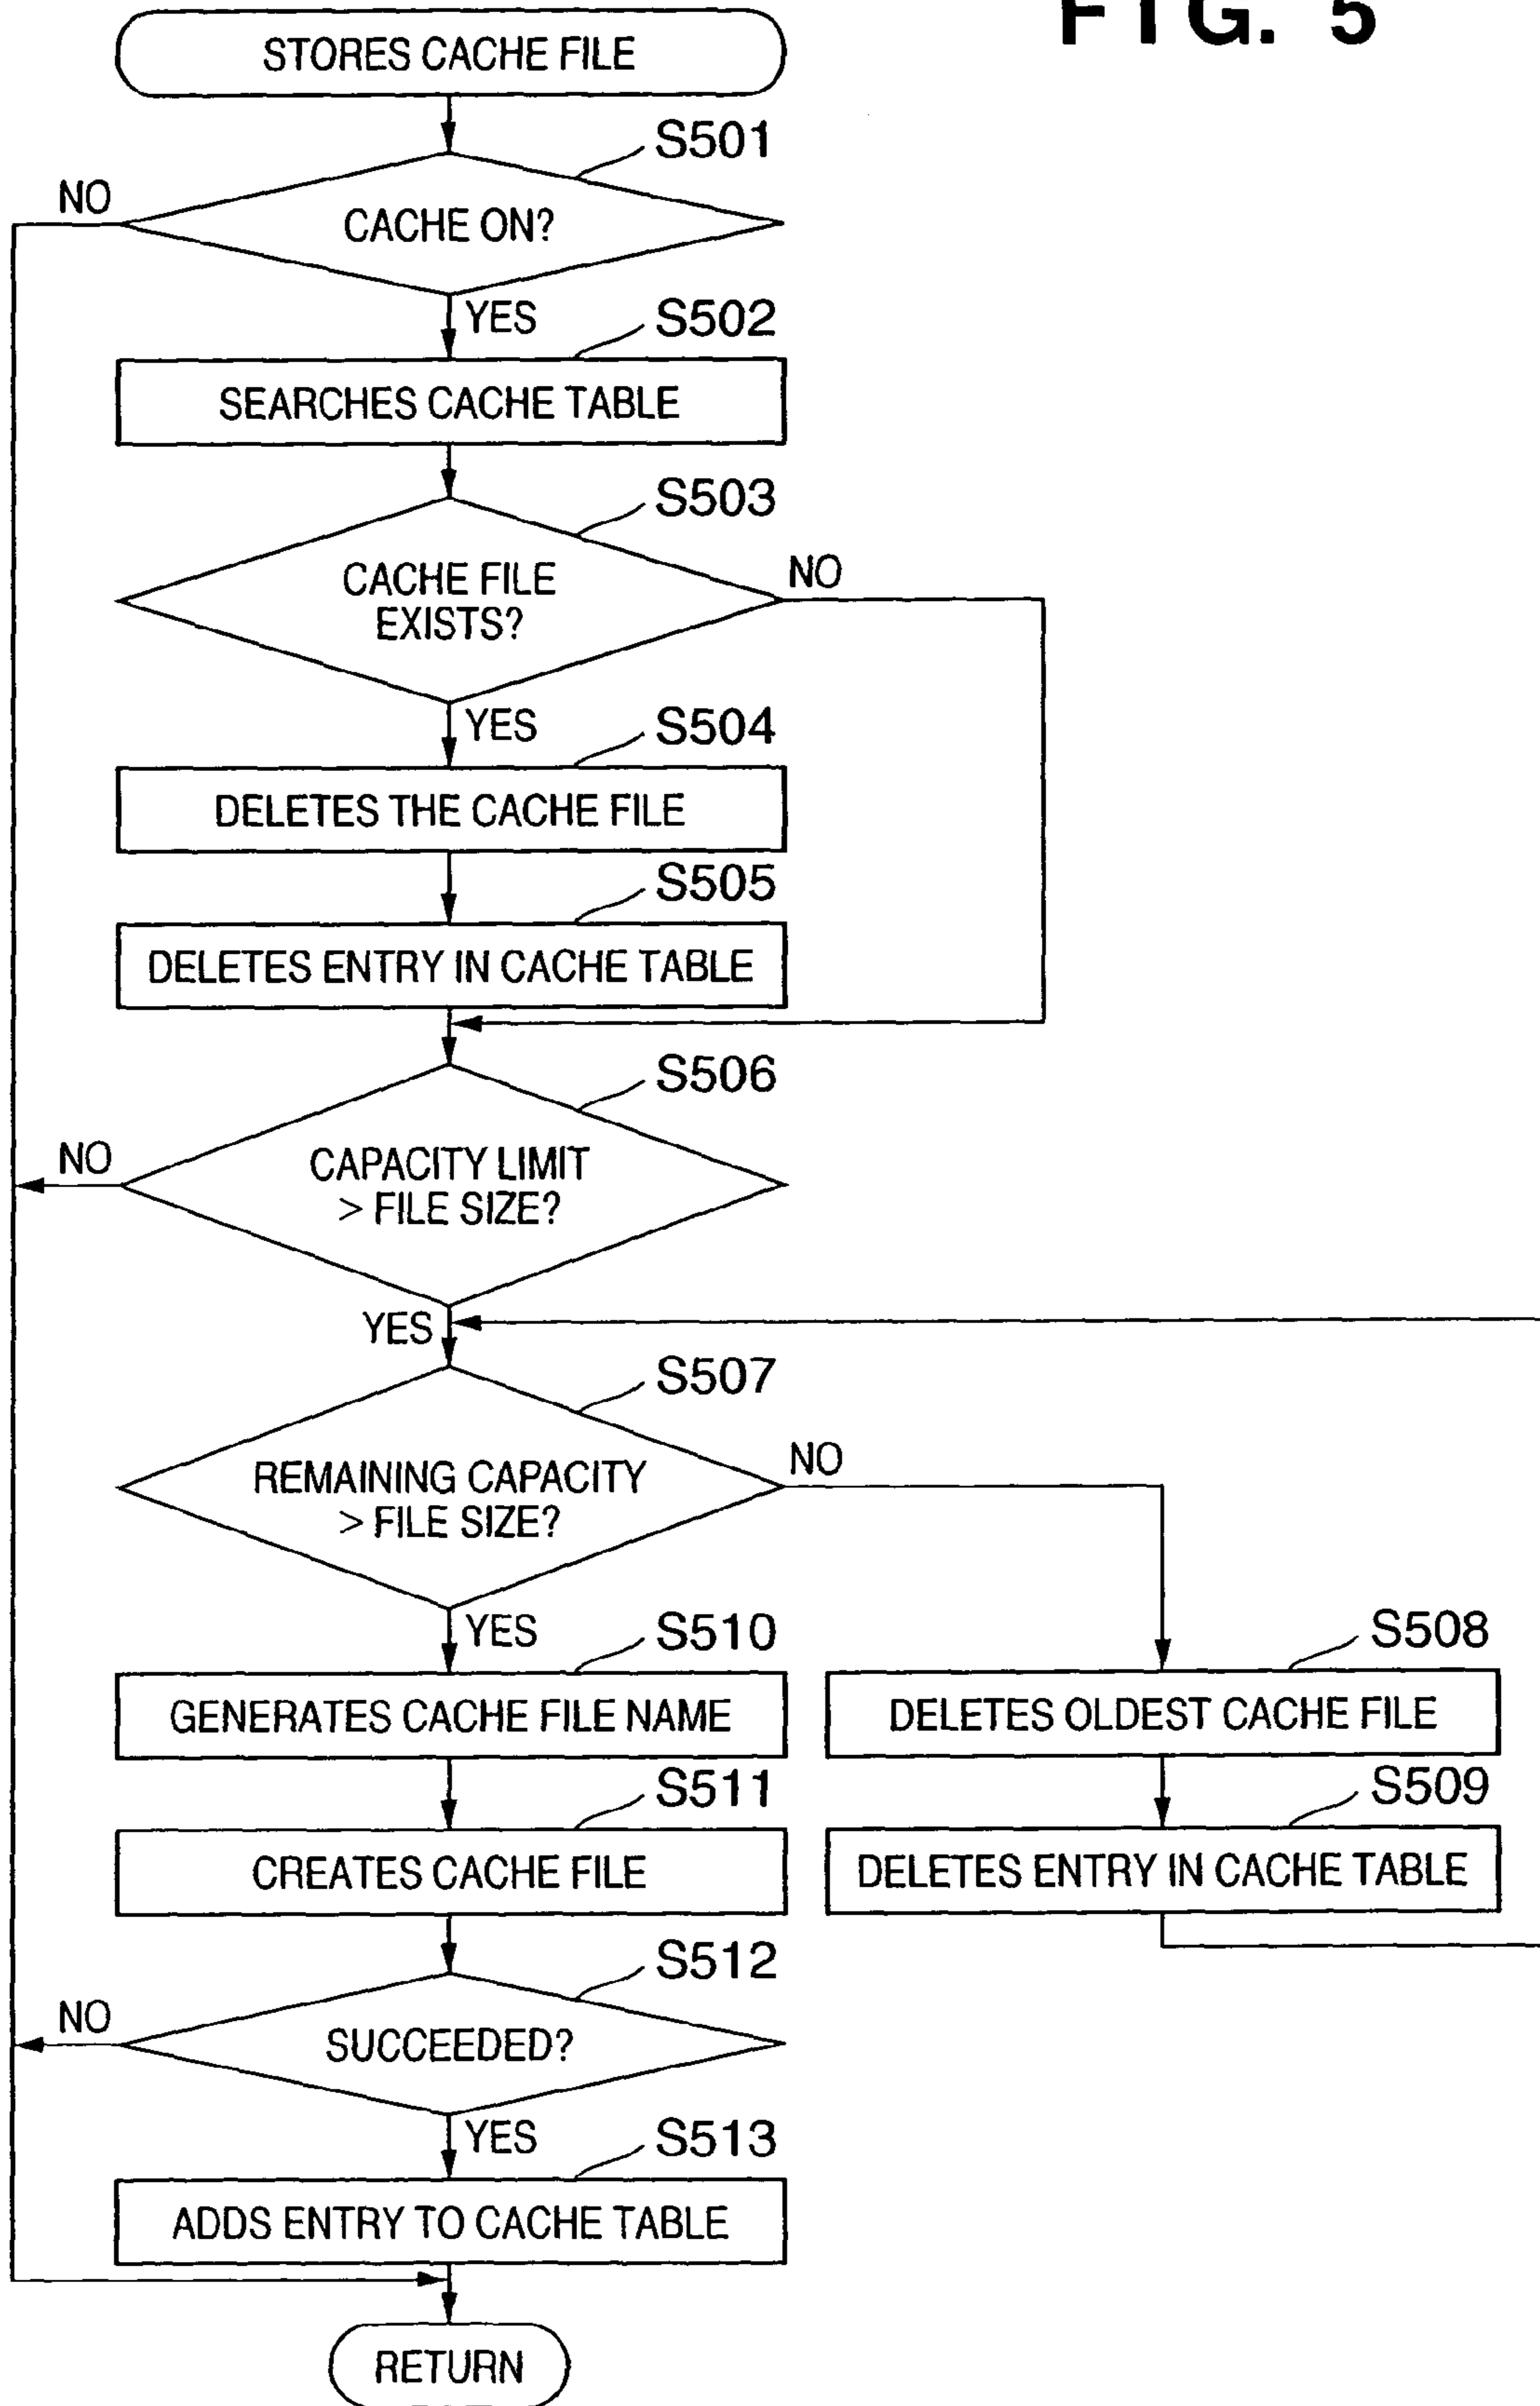 FIG. 5
STORES CACHE FILE
S501
NO
CACHE ON?
YES
S502
SEARCHES CACHE TABLE
S503
CACHE FILE
EXISTS?
NO
YES
S504
DELETES THE CACHE FILE
S505
DELETES ENTRY IN CACHE TABLE
S506
NO
CAPACITY LIMIT
> FILE SIZE?
YES
S507
REMAINING CAPACITY
> FILE SIZE?
NO
YES
S510
GENERATES CACHE FILE NAME
S508
DELETES OLDEST CACHE FILE
S511
CREATES CACHE FILE
S509
DELETES ENTRY IN CACHE TABLE
S512
NO
SUCCEEDED?
YES
S513
ADDS ENTRY TO CACHE TABLE
RETURN